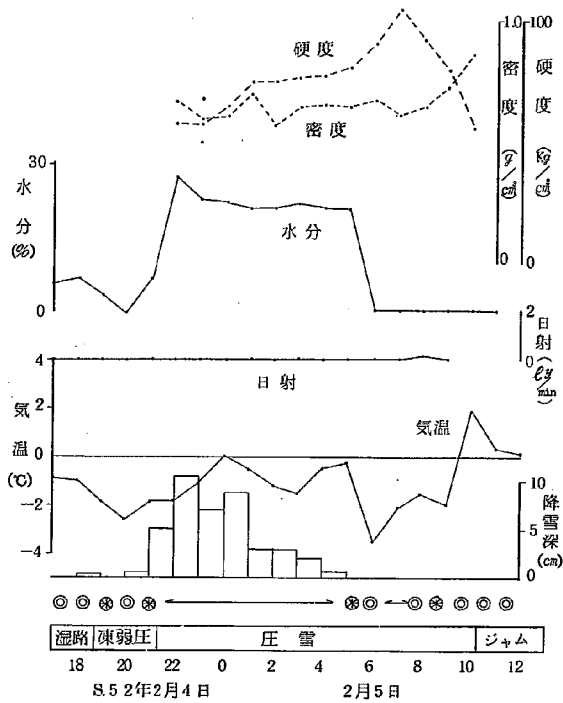 1.0
100
硬度
密度
密度 (g/cm³)
硬度 (kg/cm²)
0
0
30
水分 (%)
0
水分
2
0
日射 (ly/min)
日射
4
2
0
-2
-4
気温 (℃)
気温
10
5
0
降雪深 (cm)
湿路 凍弱圧 圧雪 ジャム
18 20 22 0 2 4 6 8 10 12
S.52年2月4日 2月5日